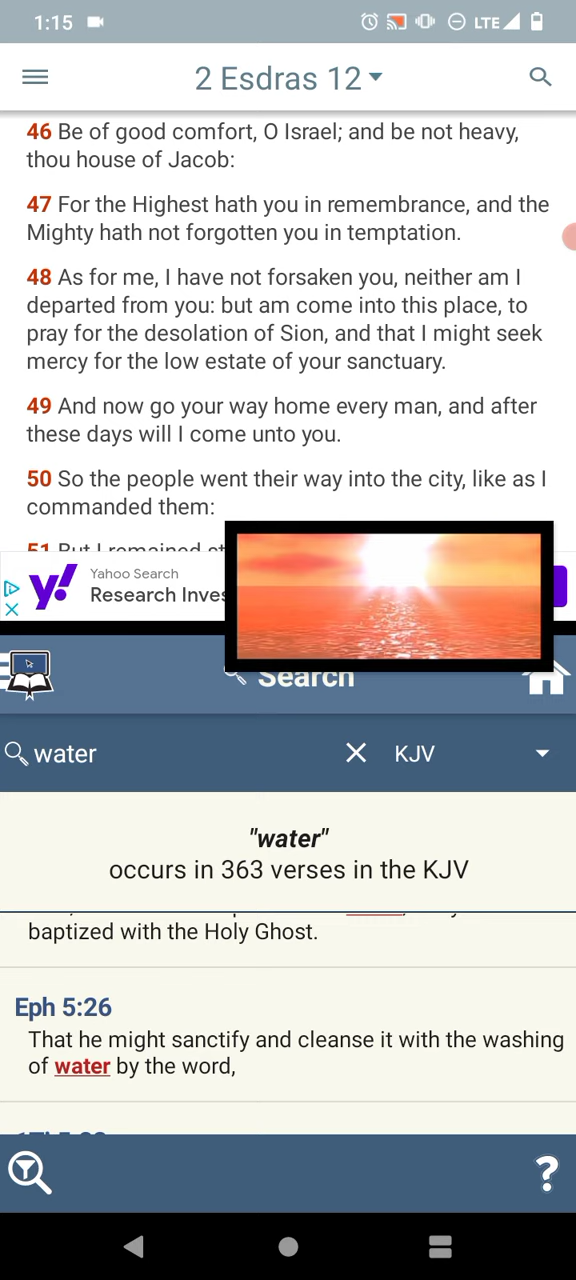 1:15
LTE
2 Esdras 12
46 Be of good comfort, O Israel; and be not heavy,
thou house of Jacob:
47 For the Highest hath you in remembrance, and the
Mighty hath not forgotten you in temptation.
48 As for me, I have not forsaken you, neither am I
departed from you: but am come into this place, to
pray for the desolation of Sion, and that I might seek
mercy for the low estate of your sanctuary.
49 And now go your way home every man, and after
these days will I come unto you.
50 So the people went their way into the city, like as I
commanded them:
51 But I remained
y!
Yahoo Search
Research
Search
water
KJV
"water"
occurs in 363 verses in the KJV
baptized with the Holy Ghost.
Eph 5:26
That he might sanctify and cleanse it with the washing
of water by the word,
?